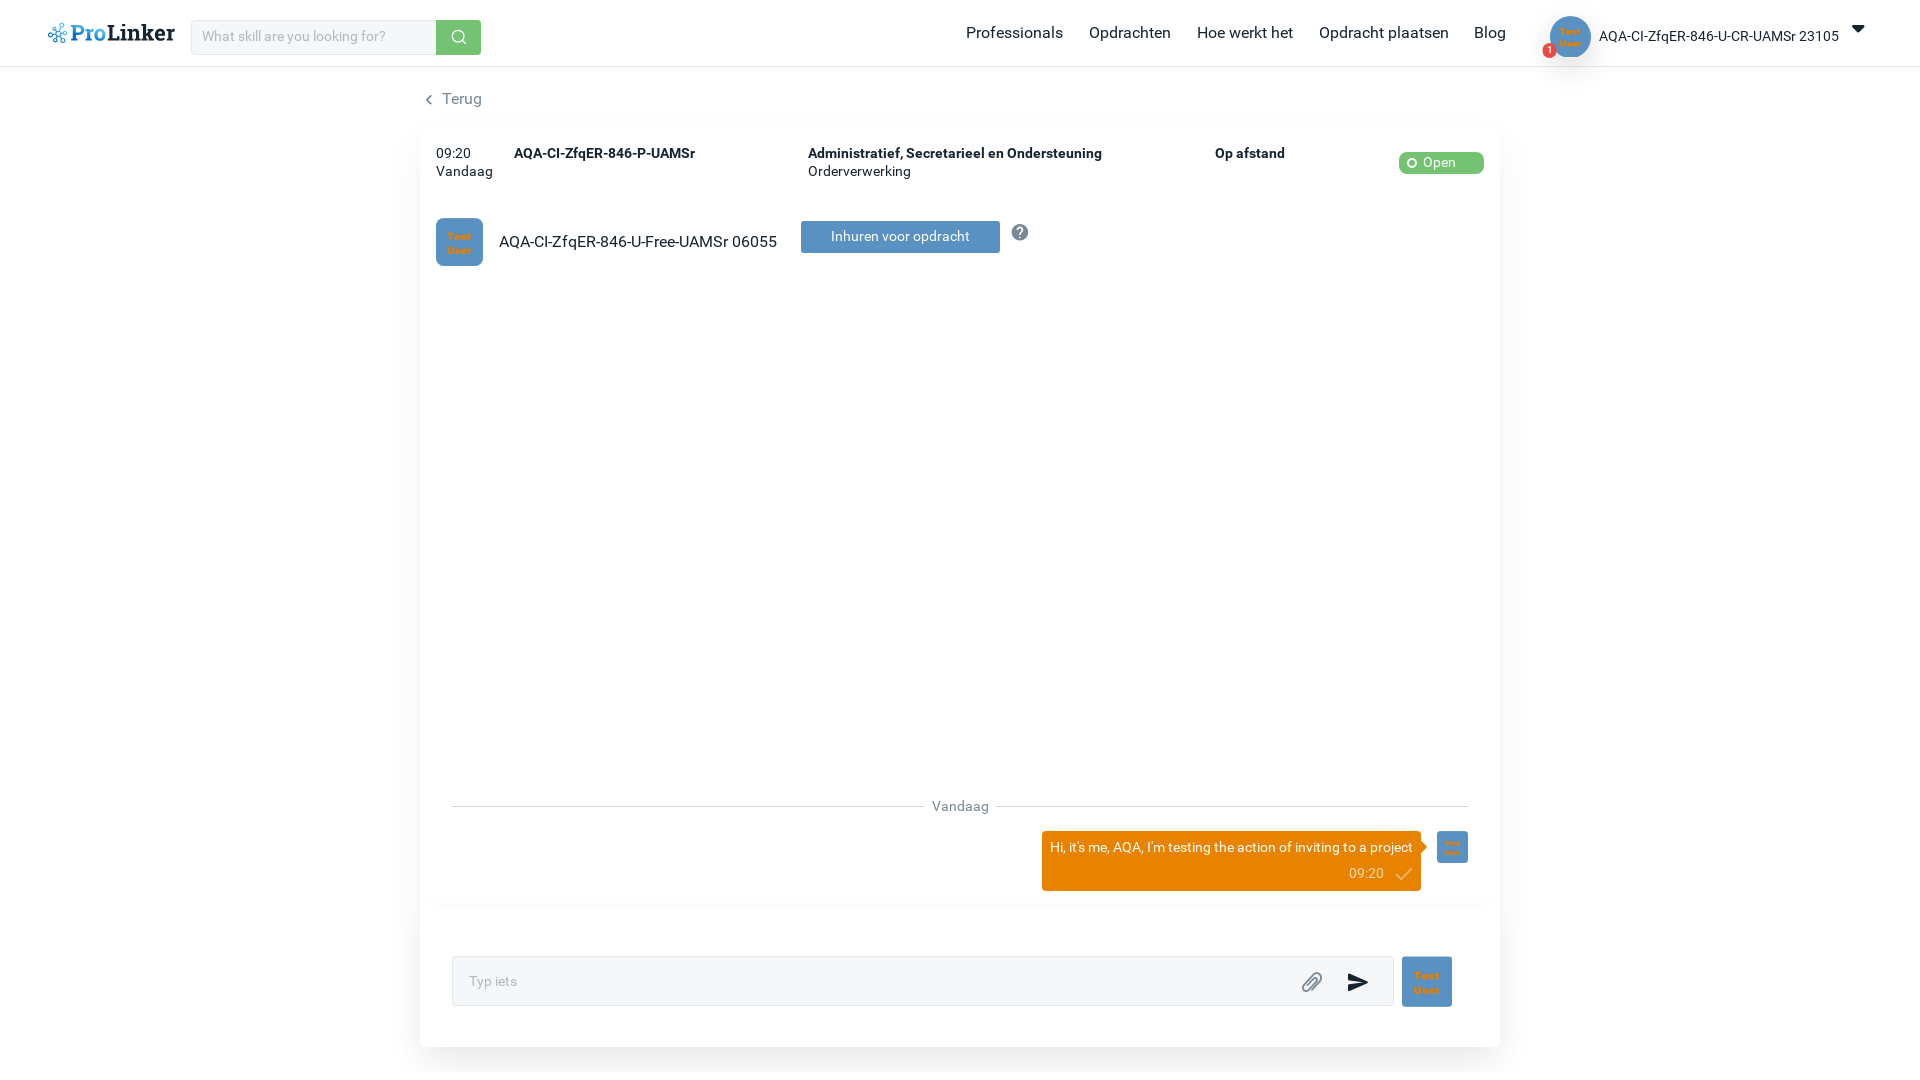 ProLinker
What skill are you looking for?
Professionals
Opdrachten
Hoe werkt het
Opdracht plaatsen
Blog
Test
User
1
AQA-CI-ZfqER-846-U-CR-UAMSr 23105
Terug
09:20
Vandaag
AQA-CI-ZfqER-846-P-UAMSr
Administratief, Secretarieel en Ondersteuning
Orderverwerking
Op afstand
Open
Test
User
AQA-CI-ZfqER-846-U-Free-UAMSr 06055
Inhuren voor opdracht
?
Vandaag
Hi, it's me, AQA, I'm testing the action of inviting to a project
09:20
Test
User
Typ iets
Test
User